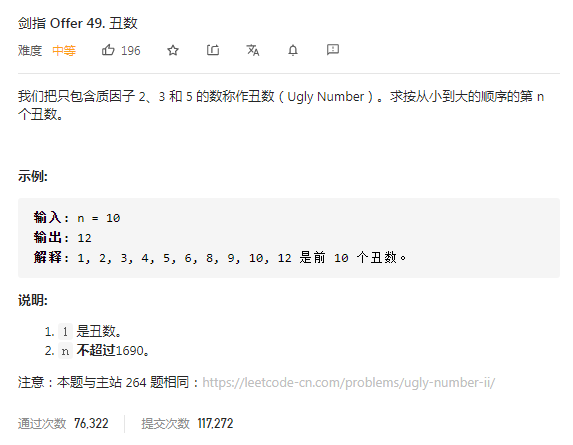 剑指 Offer 49. 丑数
难度 中等 196
我们把只包含质因子 2、3 和 5 的数称作丑数（Ugly Number）。求按从小到大的顺序的第 n
个丑数。
示例:
输入: n = 10
输出: 12
解释: 1, 2, 3, 4, 5, 6, 8, 9, 10, 12 是前 10 个丑数。
说明:
1. 1 是丑数。
2. n 不超过1690。
注意：本题与主站 264 题相同：https://leetcode-cn.com/problems/ugly-number-ii/
通过次数 76,322 提交次数 117,272